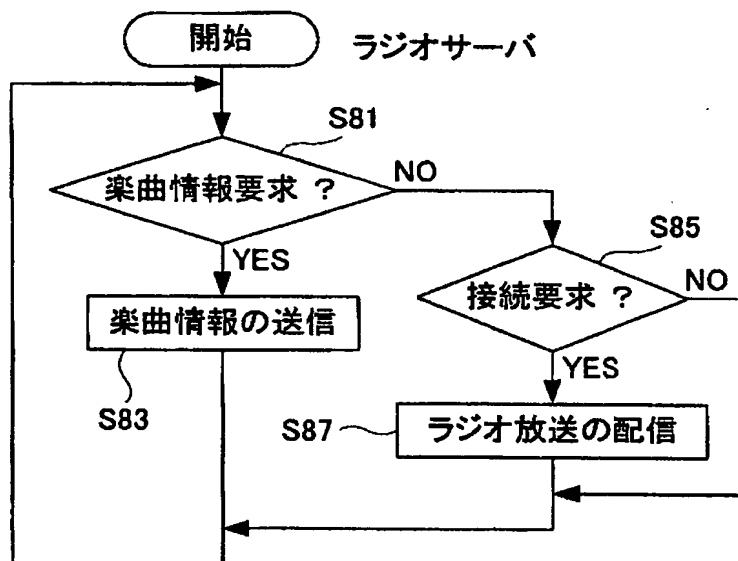 開始
ラジオサーバ
S81
楽曲情報要求 ?
NO
YES
S85
接続要求 ?
NO
楽曲情報の送信
S83
YES
S87
ラジオ放送の配信